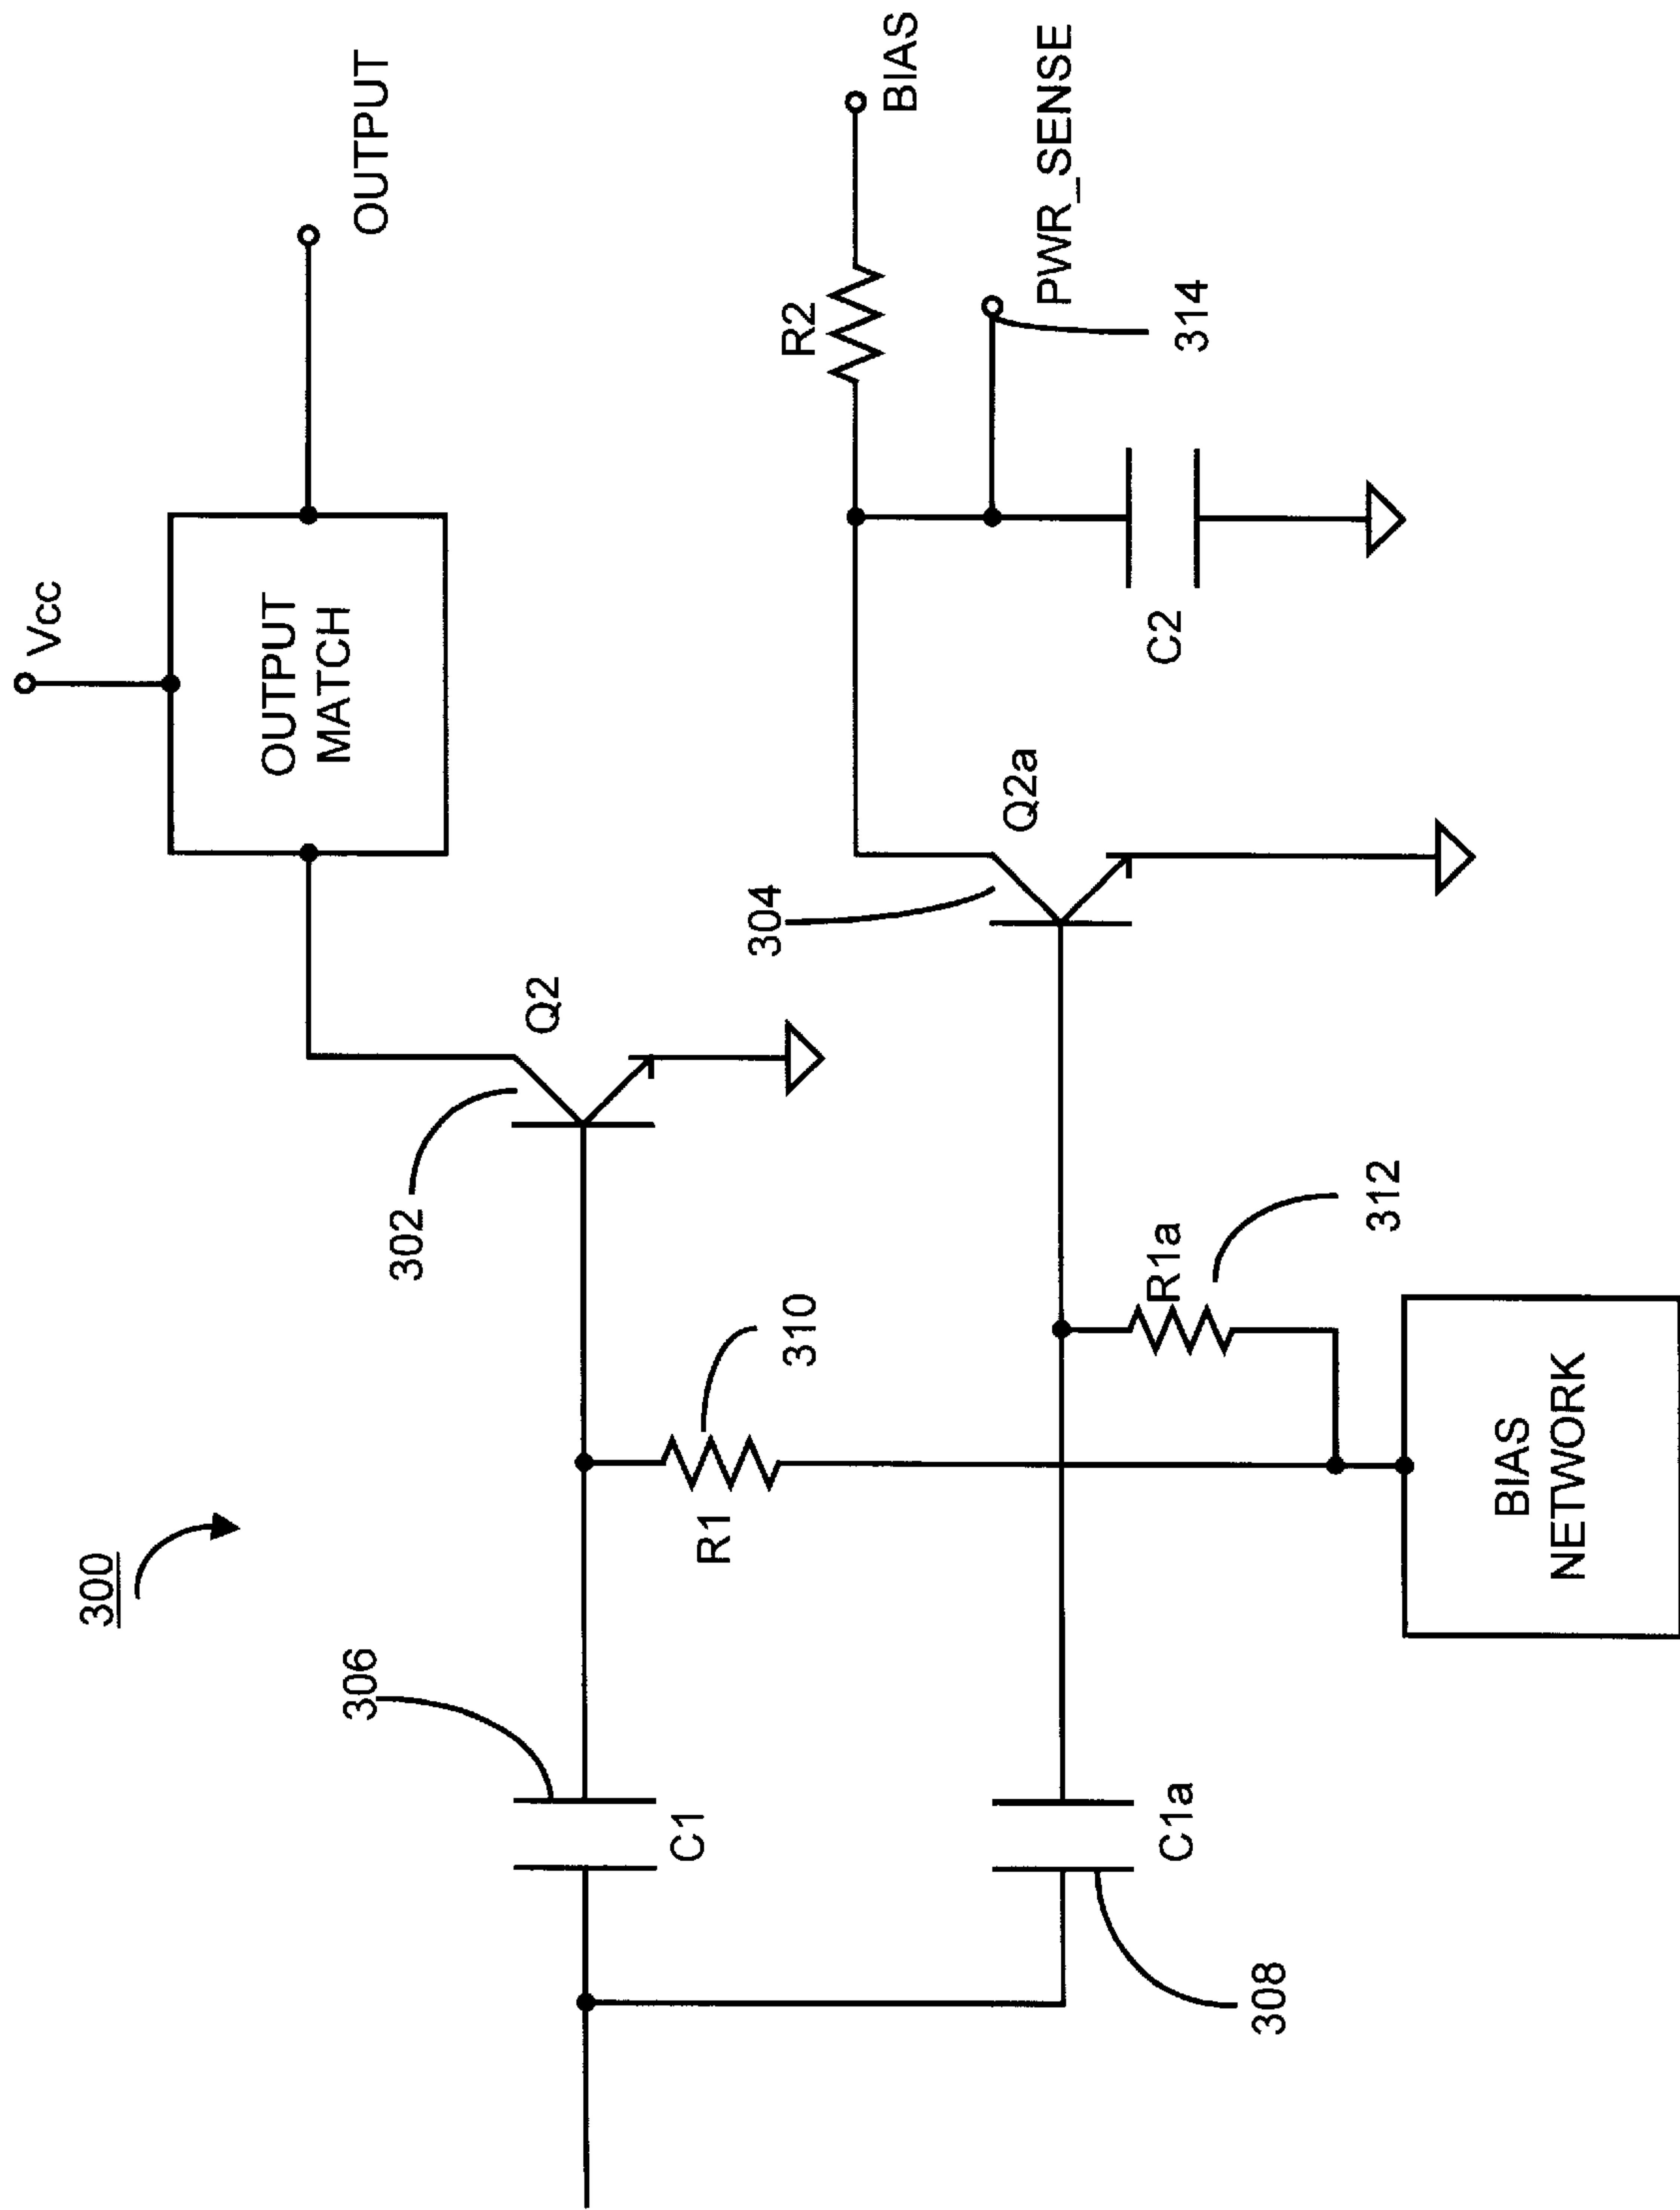 300
Vcc
OUTPUT
MATCH
OUTPUT
302
Q2
306
C1
R1
310
304
Q2a
R2
BIAS
PWR_SENSE
314
C2
R1a
312
C1a
308
BIAS
NETWORK